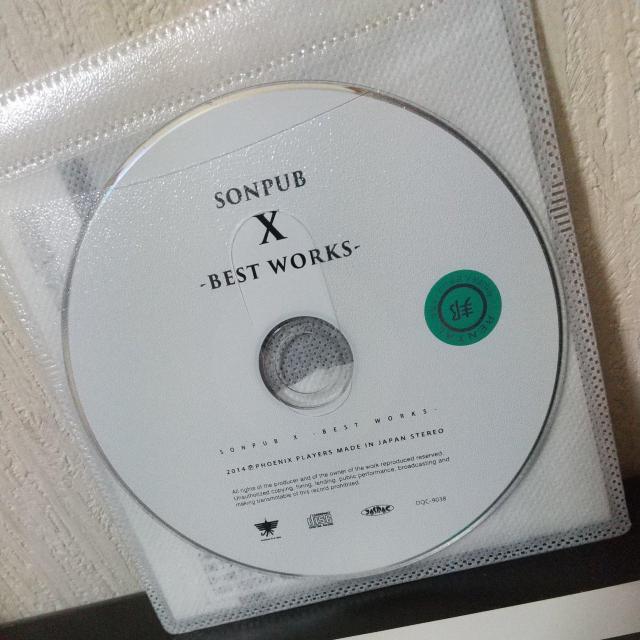 SONPUB
X
-BEST WORKS-
邦
RENTAL
SONPUB X -BEST WORKS-
2014 ℗ PHOENIX PLAYERS MADE IN JAPAN STEREO
All rights of the producer and of the owner of the work reproduced reserved.
Unauthorized copying, hiring, lending, public performance, broadcasting and
making transmittable of this record prohibited.
DQC-9038